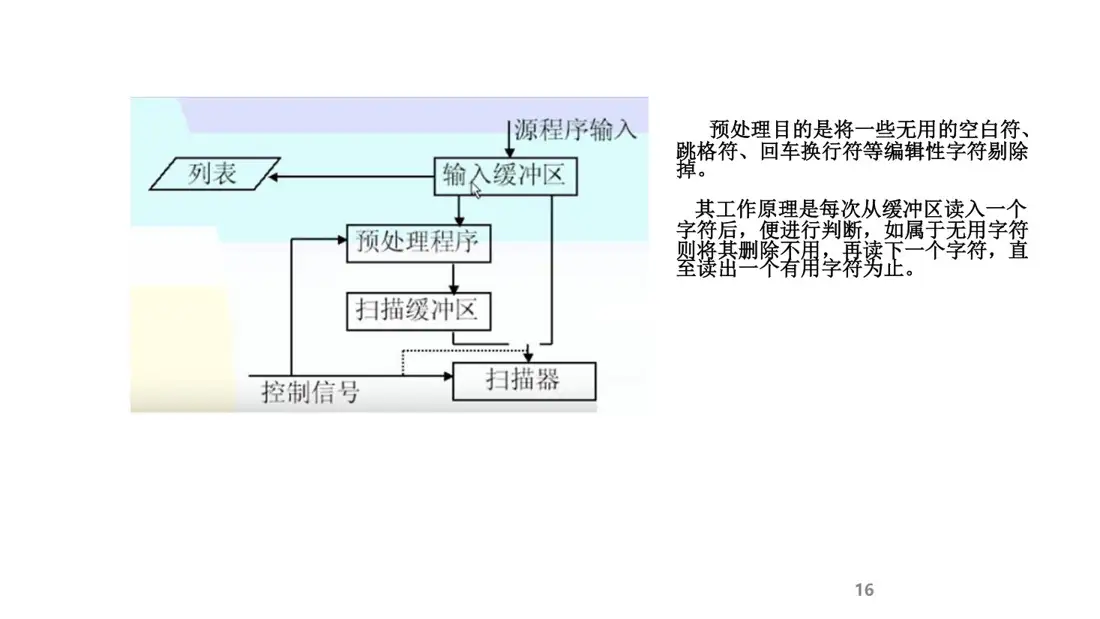 源程序输入
列表
输入缓冲区
预处理程序
扫描缓冲区
扫描器
控制信号
预处理目的是将一些无用的空白符、
跳格符、回车换行符等编辑性字符剔除
掉。
其工作原理是每次从缓冲区读入一个
字符后，便进行判断，如属于无用字符
则将其删除不用，再读下一个字符，直
至读出一个有用字符为止。
16